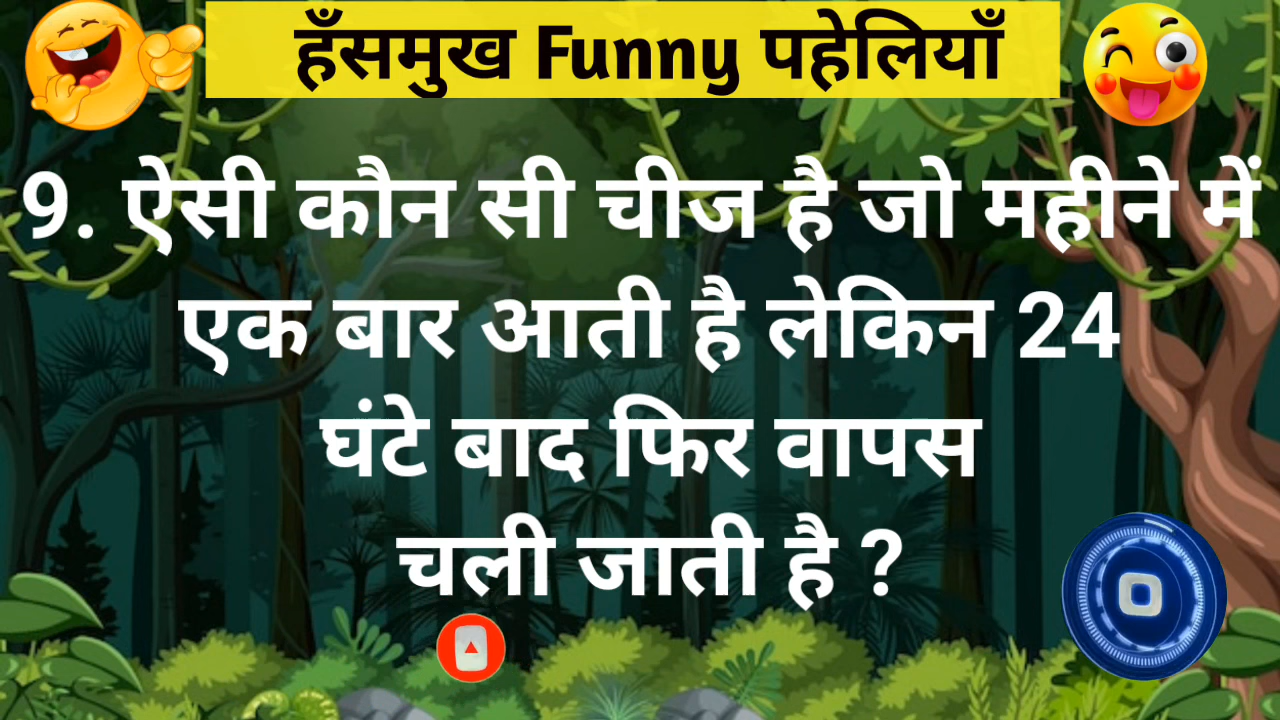 हँसमुख Funny पहेलियाँ
9. ऐसी कौन सी चीज है जो महीने में
एक बार आती है लेकिन 24
घंटे बाद फिर वापस
चली जाती है ?